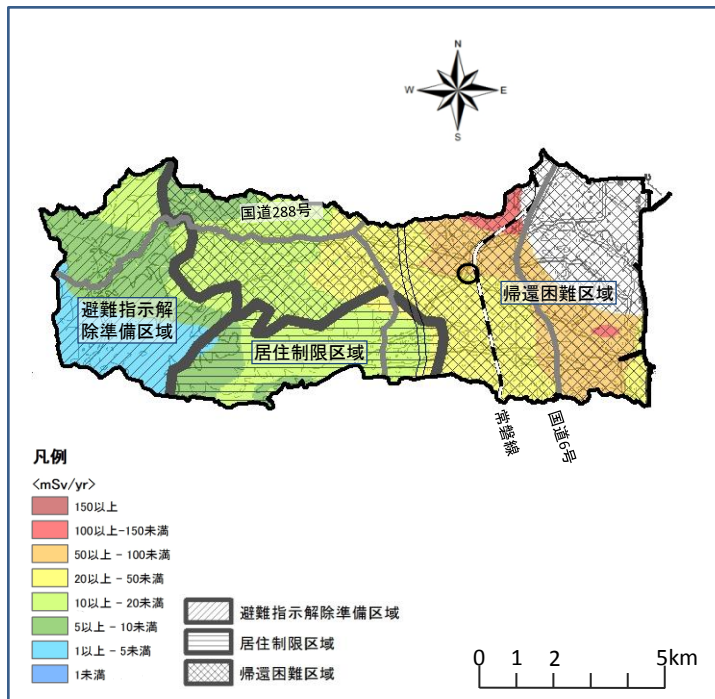 N
W
E
S
国道288号
避難指示解
除準備区域
居住制限区域
帰還困難区域
常磐線
国道6号
凡例
<mSv/yr>
150以上
100以上-150未満
50以上 - 100未満
20以上 - 50未満
10以上 - 20未満
5以上 - 10未満
1以上 - 5未満
1未満
避難指示解除準備区域
居住制限区域
帰還困難区域
0 1 2 5km